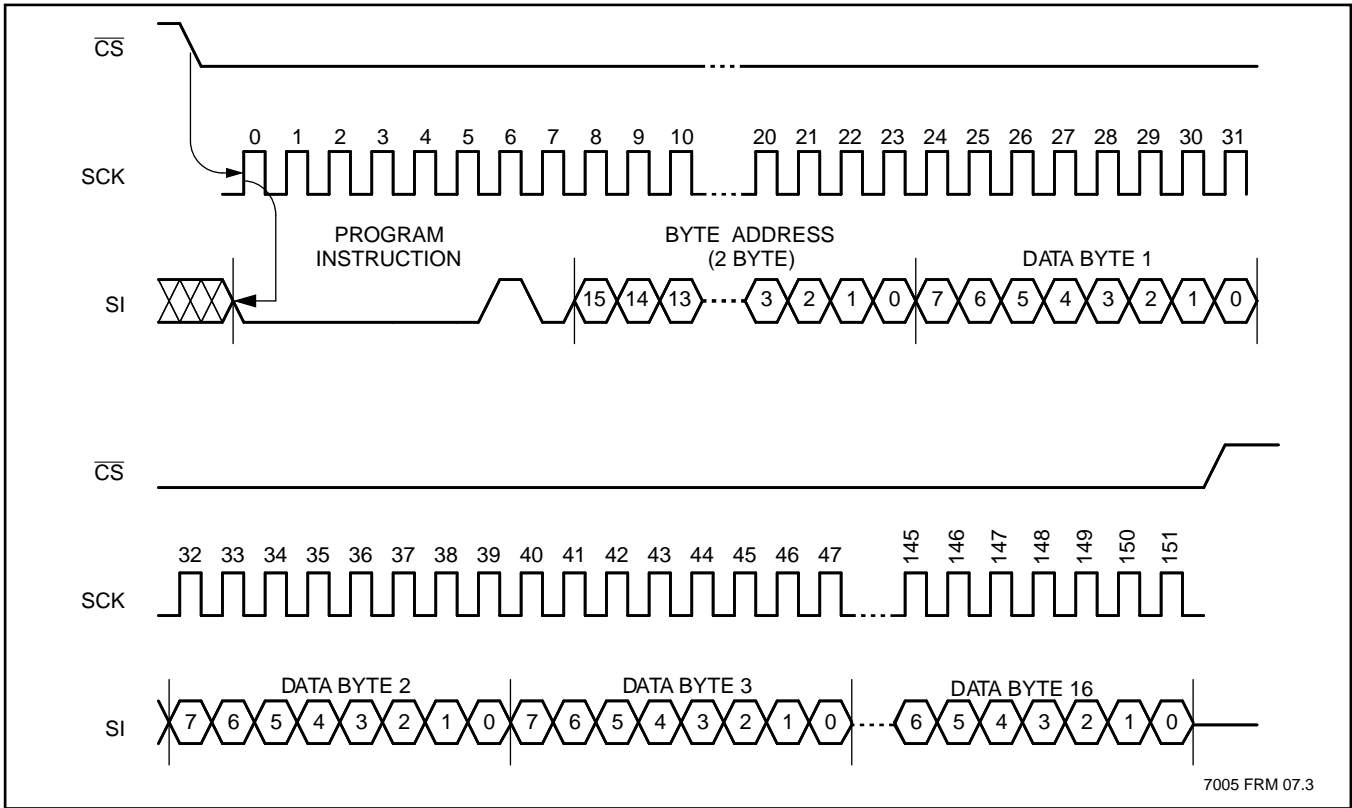 CS
0 1 2 3 4 5 6 7 8 9 10 20 21 22 23 24 25 26 27 28 29 30 31
SCK
PROGRAM
INSTRUCTION
BYTE ADDRESS
(2 BYTE)
DATA BYTE 1
SI
15 14 13 3 2 1 0 7 6 5 4 3 2 1 0
CS
32 33 34 35 36 37 38 39 40 41 42 43 44 45 46 47 145 146 147 148 149 150 151
SCK
DATA BYTE 2 DATA BYTE 3 DATA BYTE 16
SI
7 6 5 4 3 2 1 0 7 6 5 4 3 2 1 0 6 5 4 3 2 1 0
7005 FRM 07.3